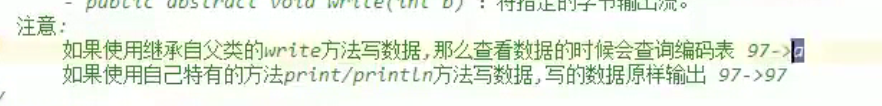 - public abstract void write(int b) : 将指定的字节输出流。
注意:
如果使用继承自父类的write方法写数据,那么查看数据的时候会查询编码表 97->a
如果使用自己特有的方法print/println方法写数据,写的数据原样输出 97->97
/